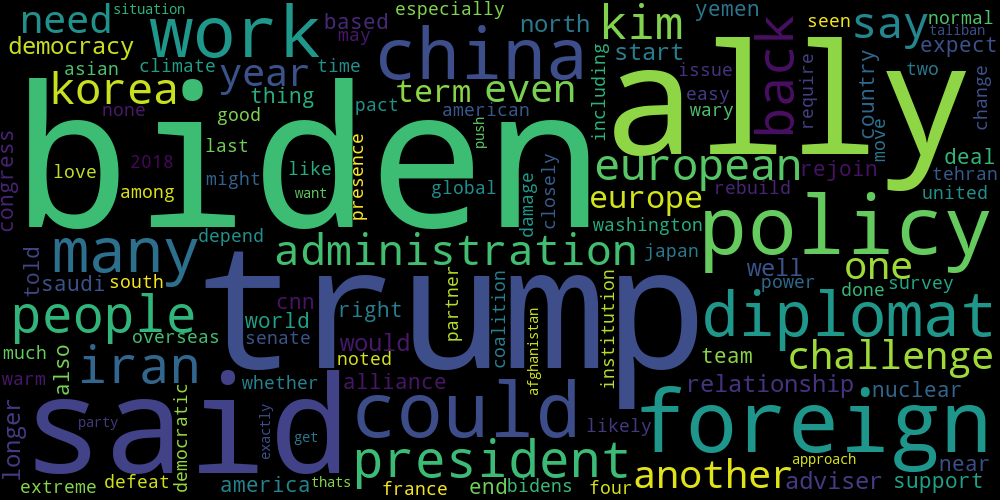 situation
need
work
based
may
especially
north
kim
yemen
say
seen
normal
taliban
expect
democracy
china
back
asian
climate
year
time
start
issue
two
korea
thing
term
even
including
easy
wary
require
country
change
none
good
pact
american
push
ally
move
congress
biden
last
2018
love
among
might
like
want
presence
global
damage
closely
european
europe
rejoin
rebuild
deal
tehran
united
washington
policy
many
depend
administration
japan
told
saudi
south
trump
well
power
one
done
survey
people
overseas
cnn
world
senate
right
would
noted
partner
coalition
afghanistan
institution
diplomat
team
challenge
much
warm
also
iran
whether
alliance
relationship
nuclear
longer
party
said
democratic
exactly
get
could
likely
foreign
president
another
approach
adviser
near
support
extreme
defeat
america
thats
france
end
bidens
four